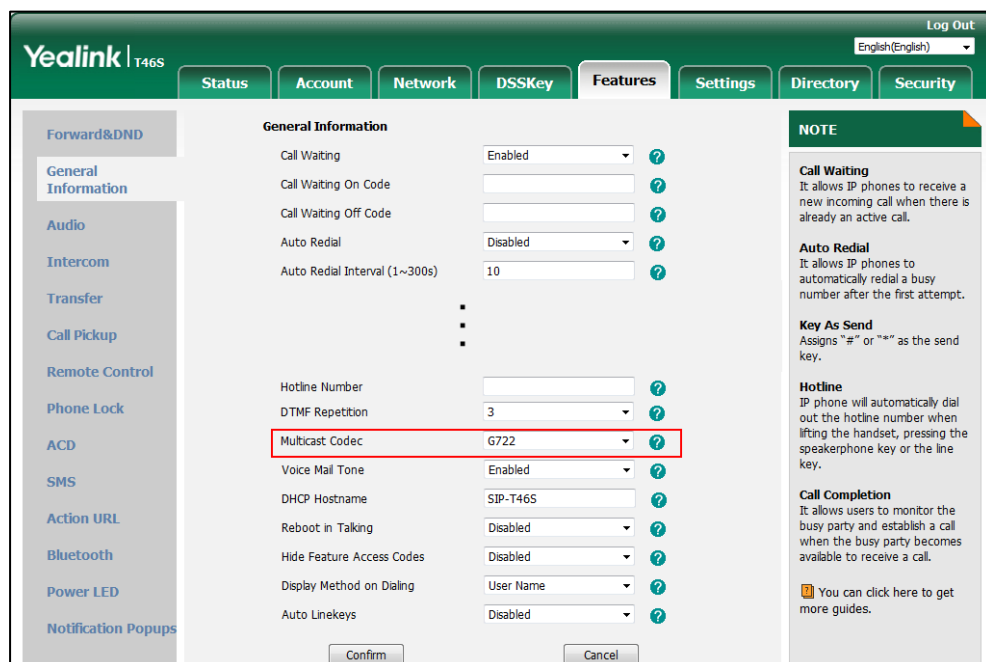 Log Out
Yealink T46S
English(English)
Status Account Network DSSKey Features Settings Directory Security
Forward&DND
General
Information
Audio
Intercom
Transfer
Call Pickup
Remote Control
Phone Lock
ACD
SMS
Action URL
Bluetooth
Power LED
Notification Popups
General Information
Call Waiting Enabled ?
Call Waiting On Code ?
Call Waiting Off Code ?
Auto Redial Disabled ?
Auto Redial Interval (1~300s) 10 ?
Hotline Number ?
DTMF Repetition 3 ?
Multicast Codec G722 ?
Voice Mail Tone Enabled ?
DHCP Hostname SIP-T46S ?
Reboot in Talking Disabled ?
Hide Feature Access Codes Disabled ?
Display Method on Dialing User Name ?
Auto Linekeys Disabled ?
Confirm Cancel
NOTE
Call Waiting
It allows IP phones to receive a
new incoming call when there is
already an active call.
Auto Redial
It allows IP phones to
automatically redial a busy
number after the first attempt.
Key As Send
Assigns "#" or "*" as the send
key.
Hotline
IP phone will automatically dial
out the hotline number when
lifting the handset, pressing the
speakerphone key or the line
key.
Call Completion
It allows users to monitor the
busy party and establish a call
when the busy party becomes
available to receive a call.
? You can click here to get
more guides.